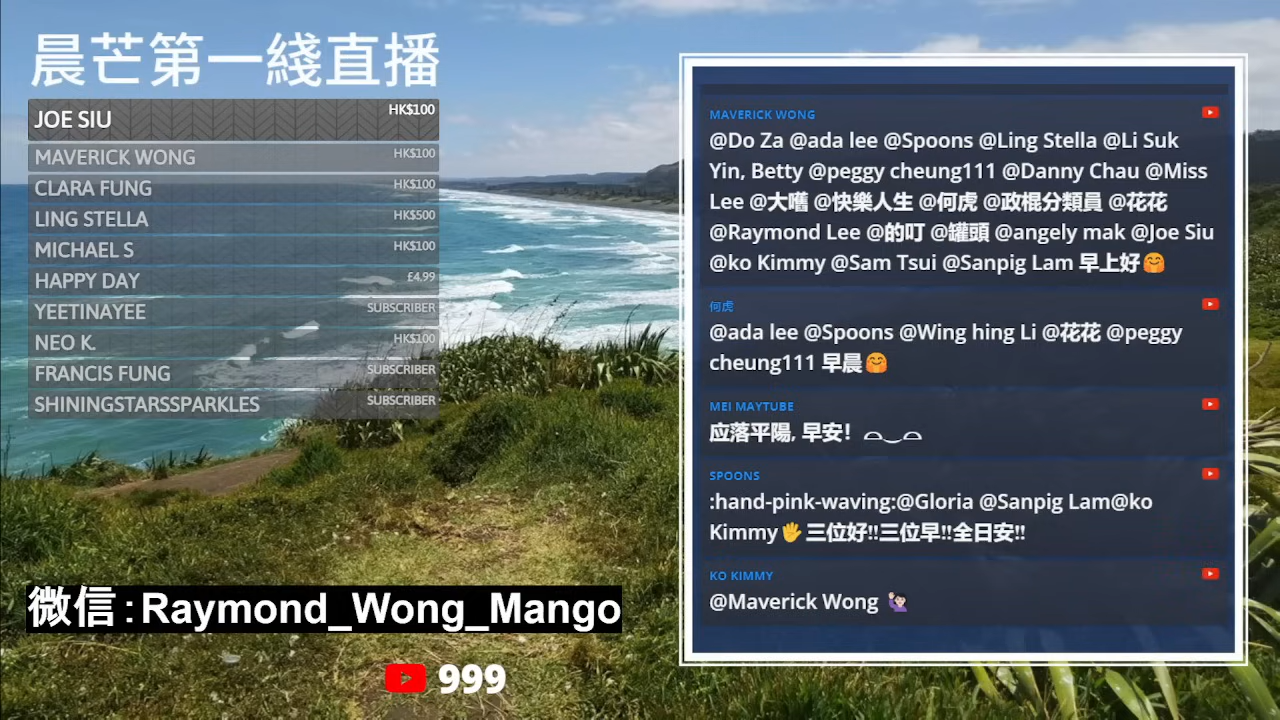 晨芒第一綫直播
JOE SIU HK$100
MAVERICK WONG HK$100
CLARA FUNG HK$100
LING STELLA HK$500
MICHAEL S HK$100
HAPPY DAY £4.99
YEETINAYEE SUBSCRIBER
NEO K. HK$100
FRANCIS FUNG SUBSCRIBER
SHININGSTARSSPARKLES SUBSCRIBER
微信:Raymond_Wong_Mango
999
MAVERICK WONG
@Do Za @ada lee @Spoons @Ling Stella @Li Suk
Yin, Betty @peggy cheung111 @Danny Chau @Miss
Lee @大嚿 @快樂人生 @何虎 @政棍分類員 @花花
@Raymond Lee @的叮 @罐頭 @angely mak @Joe Siu
@ko Kimmy @Sam Tsui @Sanpig Lam 早上好🤗
何虎
@ada lee @Spoons @Wing hing Li @花花 @peggy
cheung111 早晨🤗
MEI MAYTUBE
应落平陽, 早安! ⌓‿⌓
SPOONS
:hand-pink-waving:@Gloria @Sanpig Lam@ko
Kimmy🖐三位好‼三位早‼全日安‼
KO KIMMY
@Maverick Wong 🙋🏻‍♀️